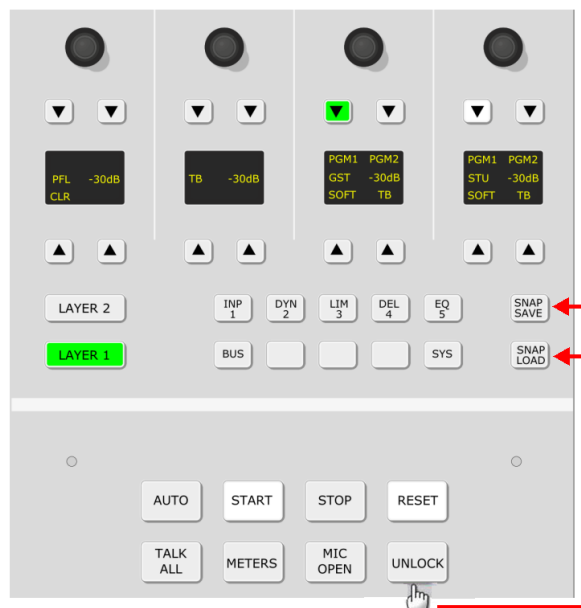 PFL -30dB
CLR
TB -30dB
PGM1 PGM2
GST -30dB
SOFT TB
PGM1 PGM2
STU -30dB
SOFT TB
LAYER 2
INP
1
DYN
2
LIM
3
DEL
4
EQ
5
SNAP
SAVE
LAYER 1
BUS
SYS
SNAP
LOAD
AUTO
START
STOP
RESET
TALK
ALL
METERS
MIC
OPEN
UNLOCK